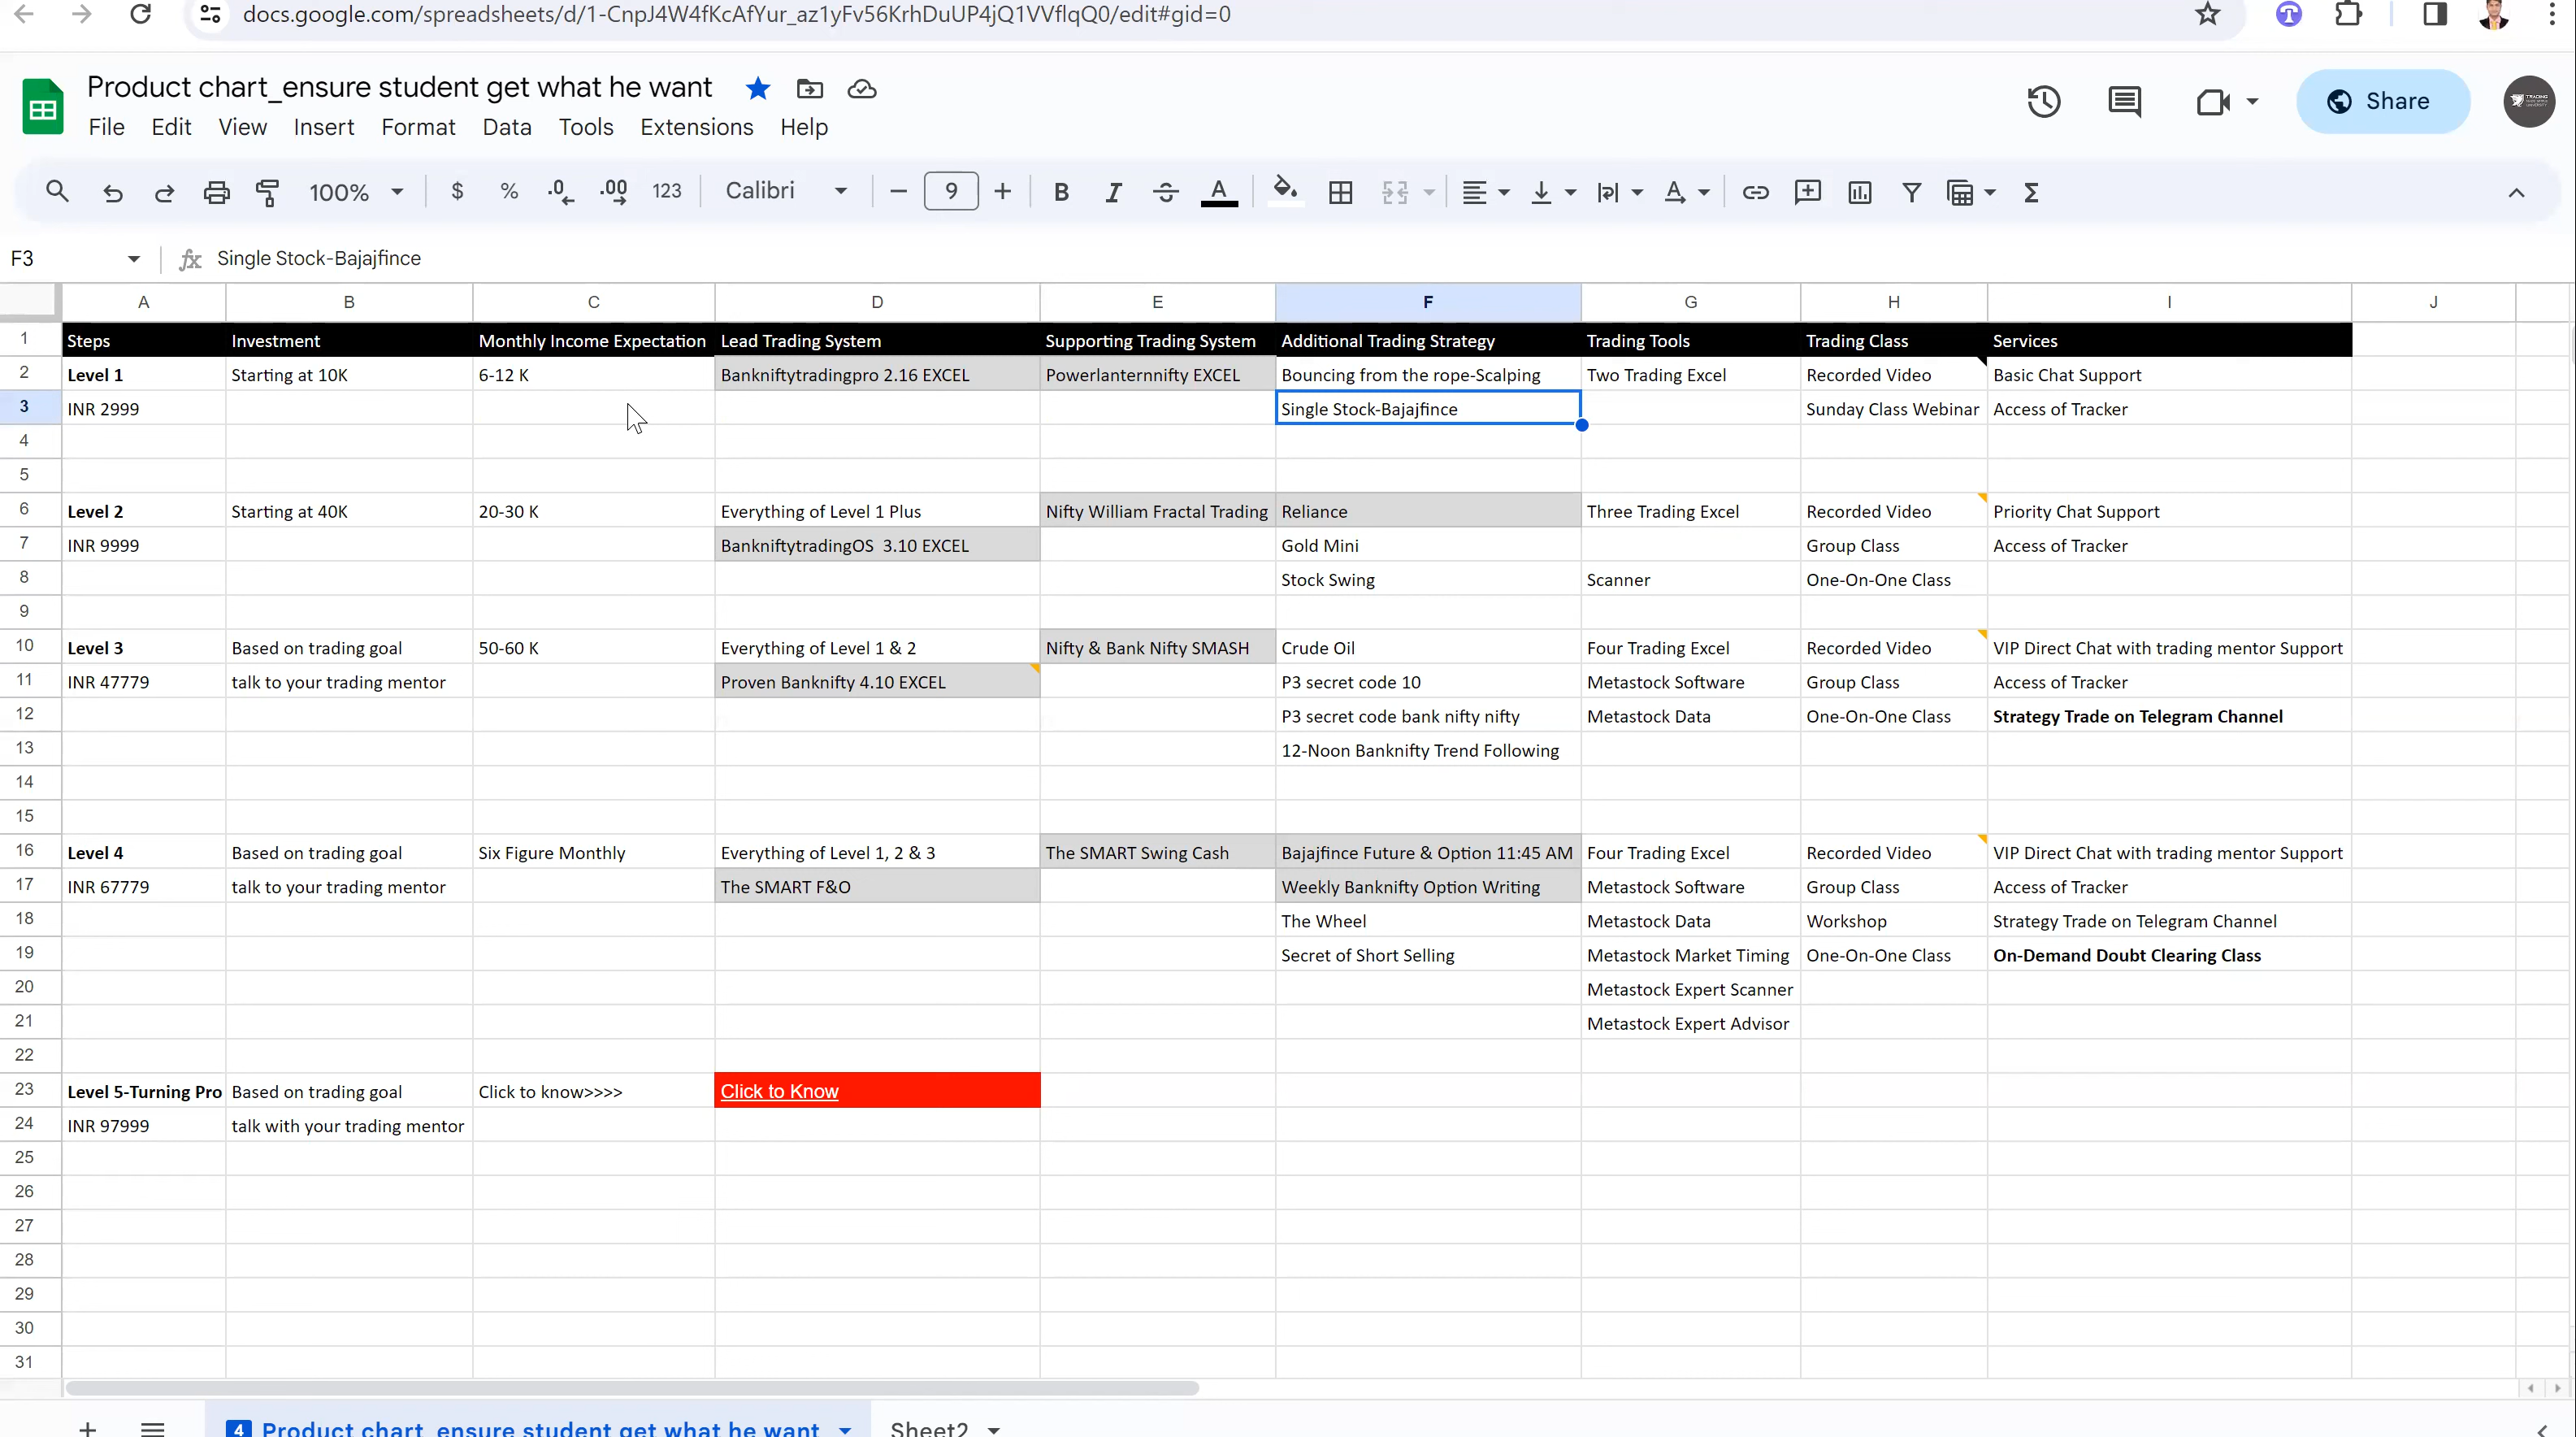 docs.google.com/spreadsheets/d/1-CnpJ4W4fKcAfYur_az1yFv56KrhDuUP4jQ1VVflqQ0/edit#gid=0
Product chart_ensure student get what he want
File Edit View Insert Format Data Tools Extensions Help
Share
100% $ % .0 .00 123 Calibri 9 B I A
F3 fx Single Stock-Bajajfince
A B C D E F G H I J
1 Steps Investment Monthly Income Expectation Lead Trading System Supporting Trading System Additional Trading Strategy Trading Tools Trading Class Services
2 Level 1 Starting at 10K 6-12 K Bankniftytradingpro 2.16 EXCEL Powerlanternnifty EXCEL Bouncing from the rope-Scalping Two Trading Excel Recorded Video Basic Chat Support
3 INR 2999 Single Stock-Bajajfince Sunday Class Webinar Access of Tracker
4
5
6 Level 2 Starting at 40K 20-30 K Everything of Level 1 Plus Nifty William Fractal Trading Reliance Three Trading Excel Recorded Video Priority Chat Support
7 INR 9999 BankniftytradingOS 3.10 EXCEL Gold Mini Group Class Access of Tracker
8 Stock Swing Scanner One-On-One Class
9
10 Level 3 Based on trading goal 50-60 K Everything of Level 1 & 2 Nifty & Bank Nifty SMASH Crude Oil Four Trading Excel Recorded Video VIP Direct Chat with trading mentor Support
11 INR 47779 talk to your trading mentor Proven Banknifty 4.10 EXCEL P3 secret code 10 Metastock Software Group Class Access of Tracker
12 P3 secret code bank nifty nifty Metastock Data One-On-One Class Strategy Trade on Telegram Channel
13 12-Noon Banknifty Trend Following
14
15
16 Level 4 Based on trading goal Six Figure Monthly Everything of Level 1, 2 & 3 The SMART Swing Cash Bajajfince Future & Option 11:45 AM Four Trading Excel Recorded Video VIP Direct Chat with trading mentor Support
17 INR 67779 talk to your trading mentor The SMART F&O Weekly Banknifty Option Writing Metastock Software Group Class Access of Tracker
18 The Wheel Metastock Data Workshop Strategy Trade on Telegram Channel
19 Secret of Short Selling Metastock Market Timing One-On-One Class On-Demand Doubt Clearing Class
20 Metastock Expert Scanner
21 Metastock Expert Advisor
22
23 Level 5-Turning Pro Based on trading goal Click to know>>>> Click to Know
24 INR 97999 talk with your trading mentor
25
26
27
28
29
30
31
4 Product chart_ensure student get what he want Sheet2